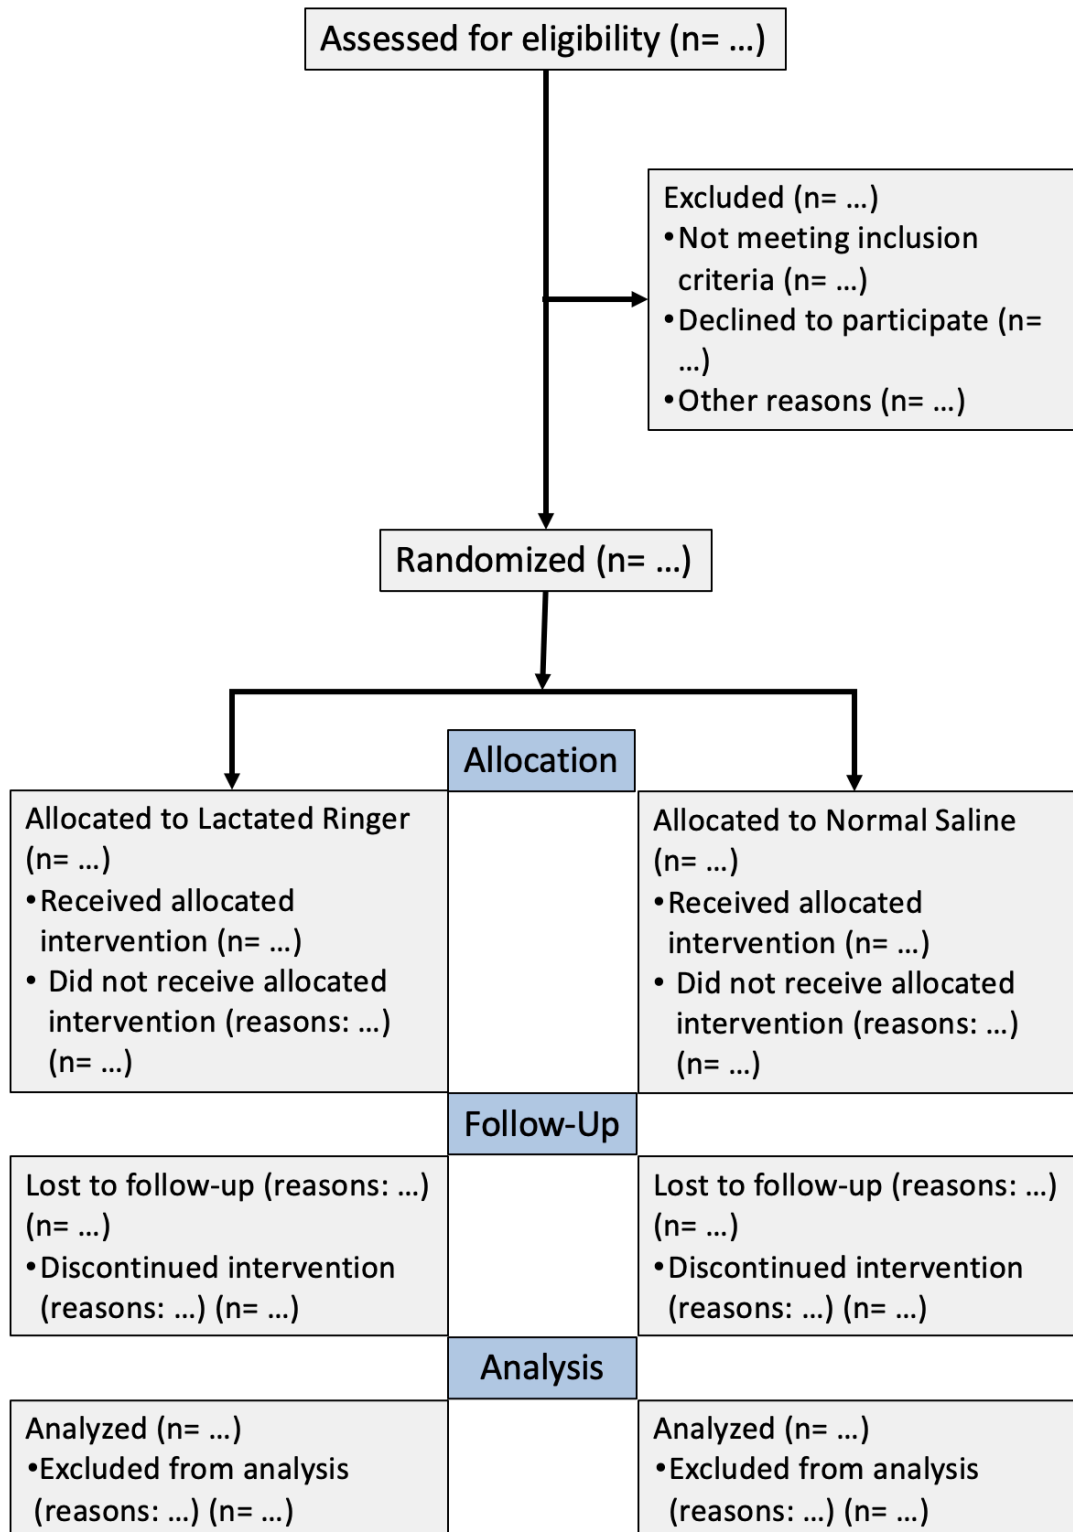 Assessed for eligibility (n= ...)
Excluded (n= ...)
•Not meeting inclusion
criteria (n= ...)
•Declined to participate (n=
...)
•Other reasons (n= ...)
Randomized (n= ...)
Allocation
Allocated to Lactated Ringer
(n= ...)
•Received allocated
intervention (n= ...)
• Did not receive allocated
intervention (reasons: ...)
(n= ...)
Allocated to Normal Saline
(n= ...)
•Received allocated
intervention (n= ...)
• Did not receive allocated
intervention (reasons: ...)
(n= ...)
Follow-Up
Lost to follow-up (reasons: ...)
(n= ...)
•Discontinued intervention
(reasons: ...) (n= ...)
Lost to follow-up (reasons: ...)
(n= ...)
•Discontinued intervention
(reasons: ...) (n= ...)
Analysis
Analyzed (n= ...)
•Excluded from analysis
(reasons: ...) (n= ...)
Analyzed (n= ...)
•Excluded from analysis
(reasons: ...) (n= ...)